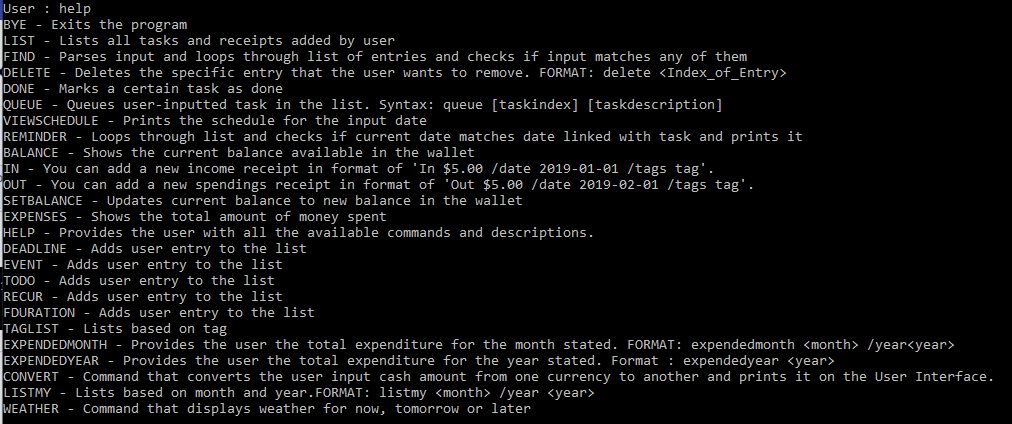 User : help
BYE - Exits the program
LIST - Lists all tasks and receipts added by user
FIND - Parses input and loops through list of entries and checks if input matches any of them
DELETE - Deletes the specific entry that the user wants to remove. FORMAT: delete <Index_of_Entry>
DONE - Marks a certain task as done
QUEUE - Queues user-inputted task in the list. Syntax: queue [taskindex] [taskdescription]
VIEWSCHEDULE - Prints the schedule for the input date
REMINDER - Loops through list and checks if current date matches date linked with task and prints it
BALANCE - Shows the current balance available in the wallet
IN - You can add a new income receipt in format of 'In $5.00 /date 2019-01-01 /tags tag'.
OUT - You can add a new spendings receipt in format of 'Out $5.00 /date 2019-02-01 /tags tag'.
SETBALANCE - Updates current balance to new balance in the wallet
EXPENSES - Shows the total amount of money spent
HELP - Provides the user with all the available commands and descriptions.
DEADLINE - Adds user entry to the list
EVENT - Adds user entry to the list
TODO - Adds user entry to the list
RECUR - Adds user entry to the list
FDURATION - Adds user entry to the list
TAGLIST - Lists based on tag
EXPENDEDMONTH - Provides the user the total expenditure for the month stated. FORMAT: expendedmonth <month> /year<year>
EXPENDEDYEAR - Provides the user the total expenditure for the year stated. Format : expendedyear <year>
CONVERT - Command that converts the user input cash amount from one currency to another and prints it on the User Interface.
LISTMY - Lists based on month and year.FORMAT: listmy <month> /year <year>
WEATHER - Command that displays weather for now, tomorrow or later